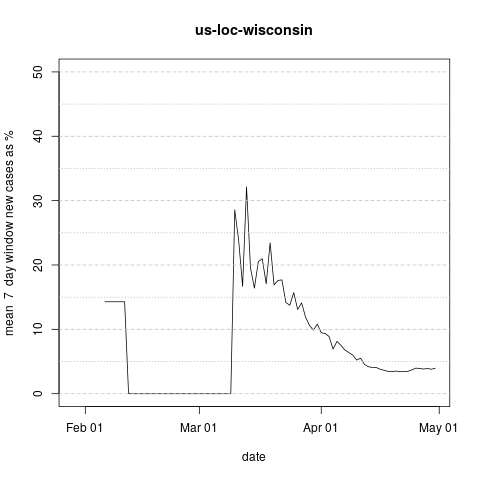 us-loc-wisconsin
mean 7 day window new cases as %
50
40
30
20
10
0
Feb 01
Mar 01
Apr 01
May 01
date